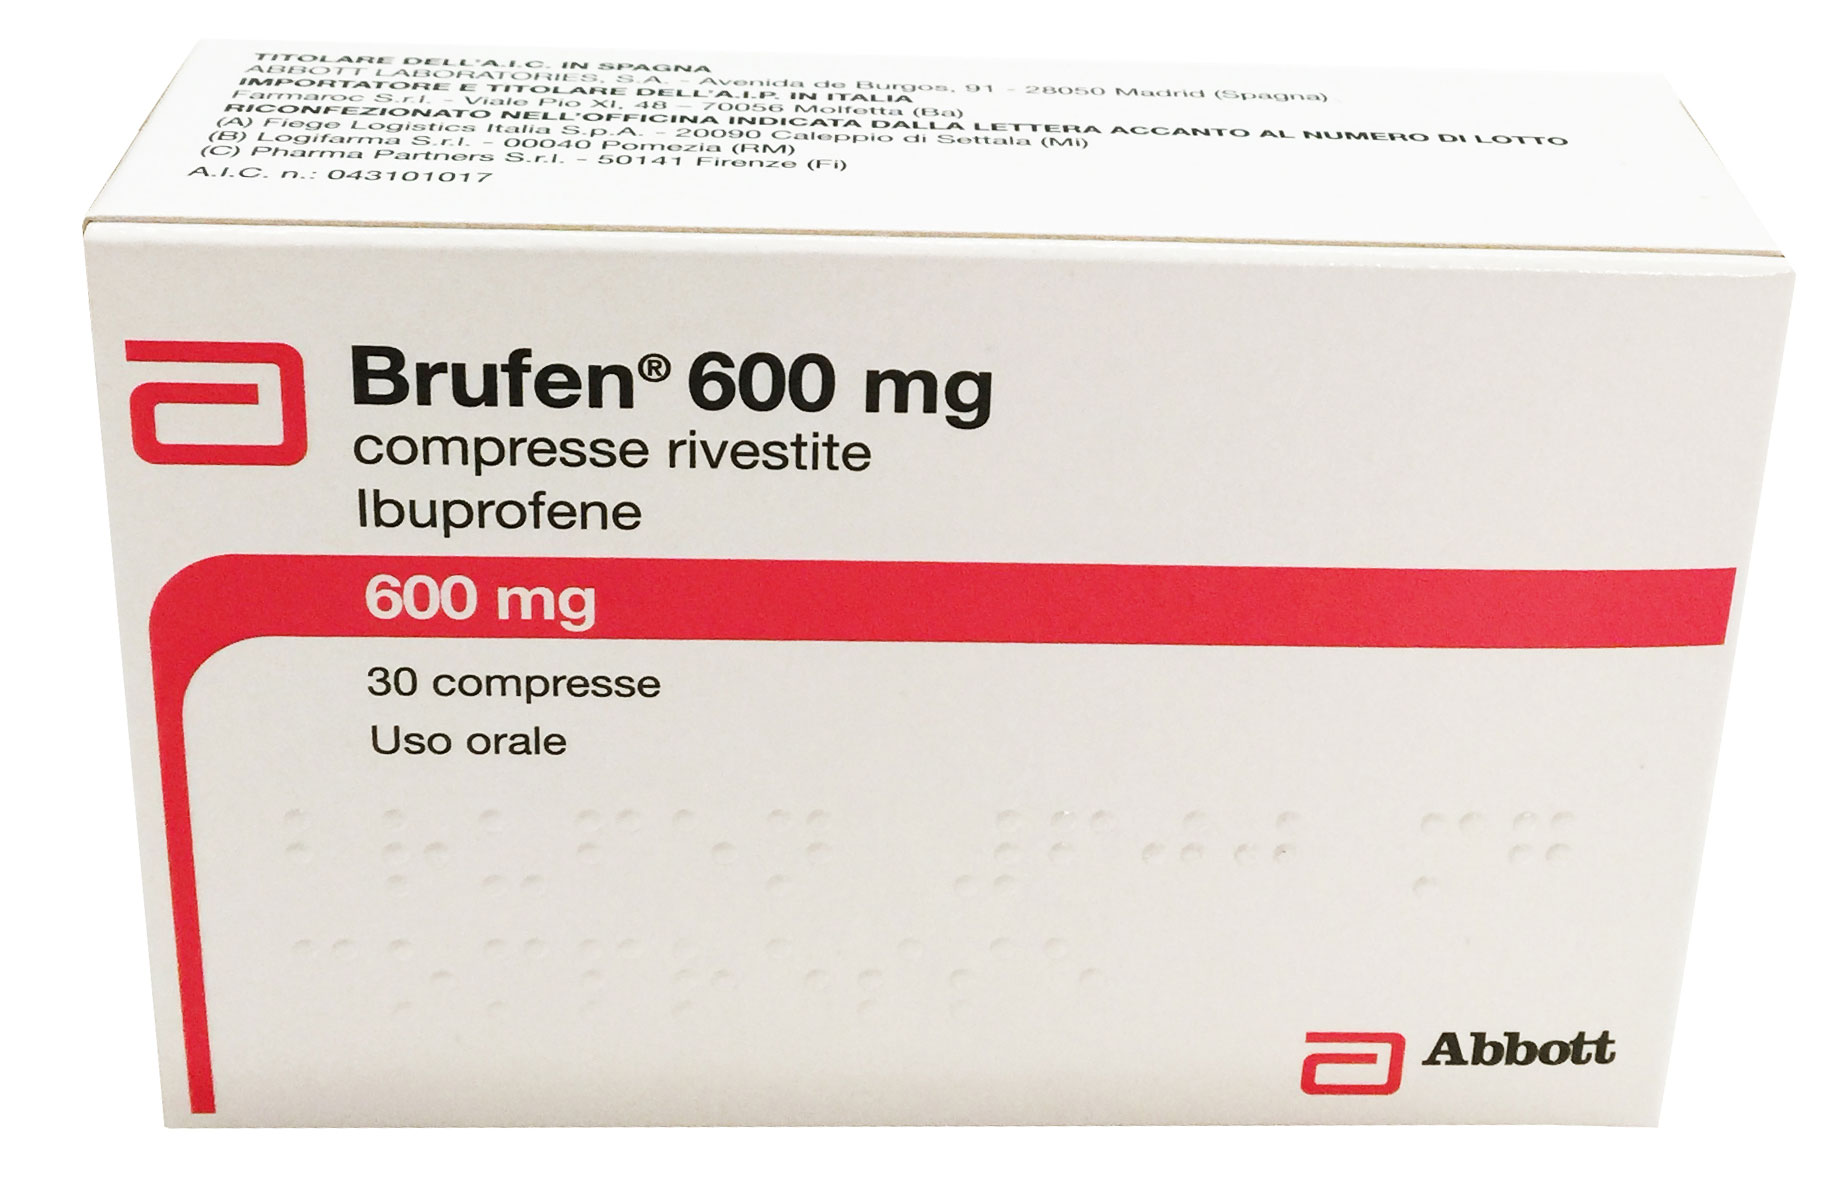 TITOLARE DELL'A.I.C. IN SPAGNA
ABBOTT LABORATORIES, S.A. - Avenida de Burgos, 91 - 28050 Madrid (Spagna)
IMPORTATORE E TITOLARE DELL'A.I.P. IN ITALIA
Farmaroc S.r.l. - Viale Pio XI, 48 – 70056 Molfetta (Ba)
RICONFEZIONATO NELL'OFFICINA INDICATA DALLA LETTERA ACCANTO AL NUMERO DI LOTTO
(A) Fiege Logistics Italia S.p.A. - 20090 Caleppio di Settala (Mi)
(B) Logifarma S.r.l. - 00040 Pomezia (RM)
(C) Pharma Partners S.r.l. - 50141 Firenze (Fi)
A.I.C. n.: 043101017
Brufen® 600 mg
compresse rivestite
Ibuprofene
600 mg
30 compresse
Uso orale
Abbott